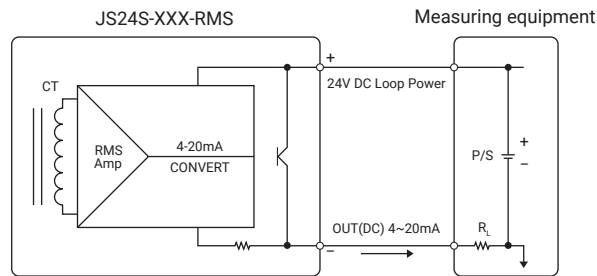 JS24S-XXX-RMS
Measuring equipment
+
24V DC Loop Power
CT
RMS
Amp
4-20mA
CONVERT
P/S
+
−
OUT(DC) 4~20mA
−
RL